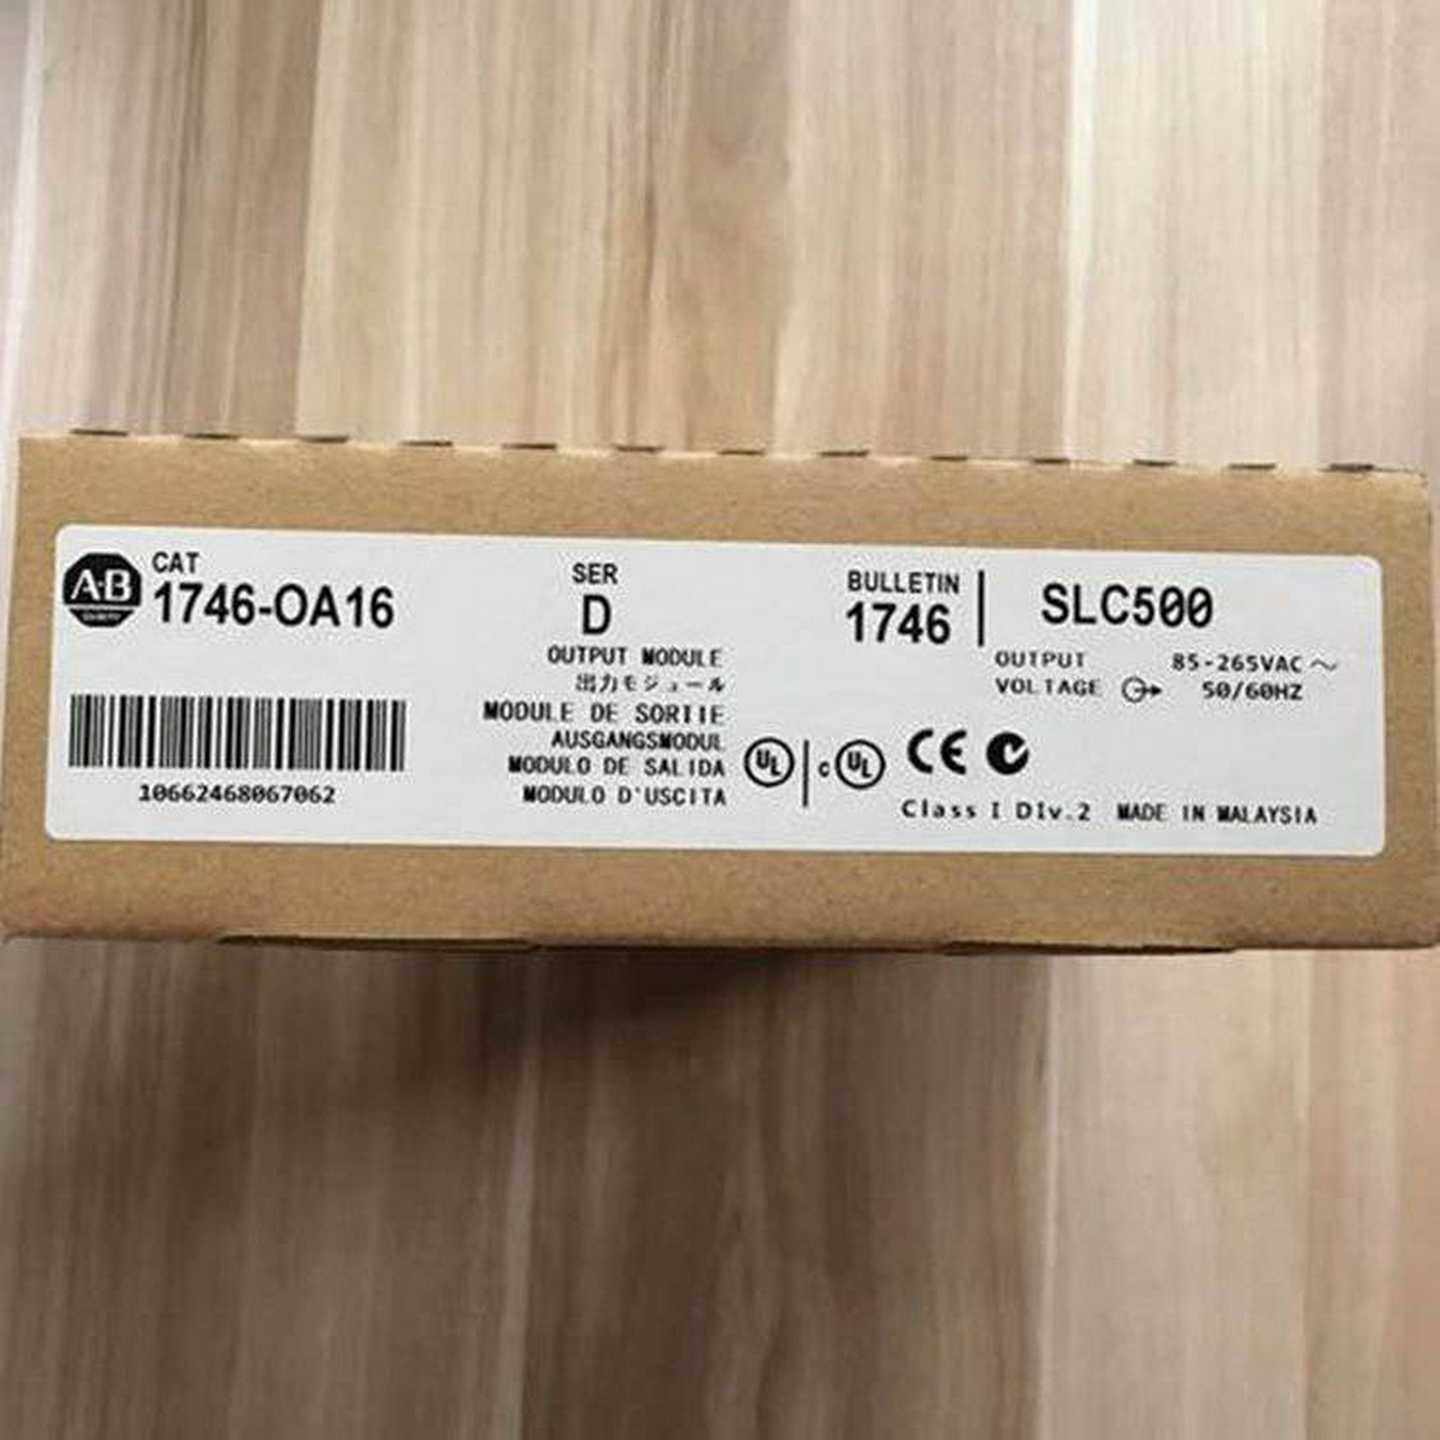 A-B
CAT
1746-OA16
10662468067062
SER
D
OUTPUT MODULE
出力モジュール
MODULE DE SORTIE
AUSGANGSMODUL
MODULO DE SALIDA
MODULO D'USCITA
BULLETIN
1746
SLC500
OUTPUT 85-265VAC ~
VOLTAGE 50/60HZ
UL c UL CE
Class I DIv.2 MADE IN MALAYSIA